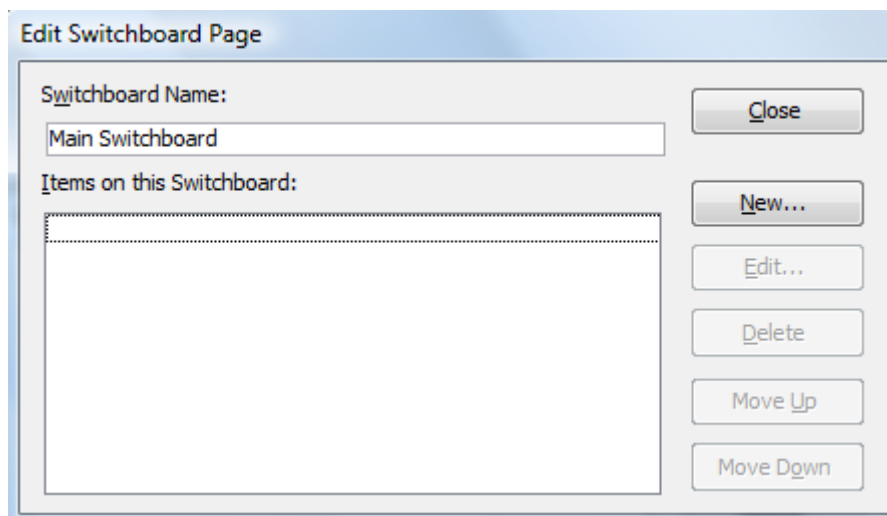 Edit Switchboard Page
Switchboard Name:
Close
Main Switchboard
Items on this Switchboard:
New...
Edit...
Delete
Move Up
Move Down